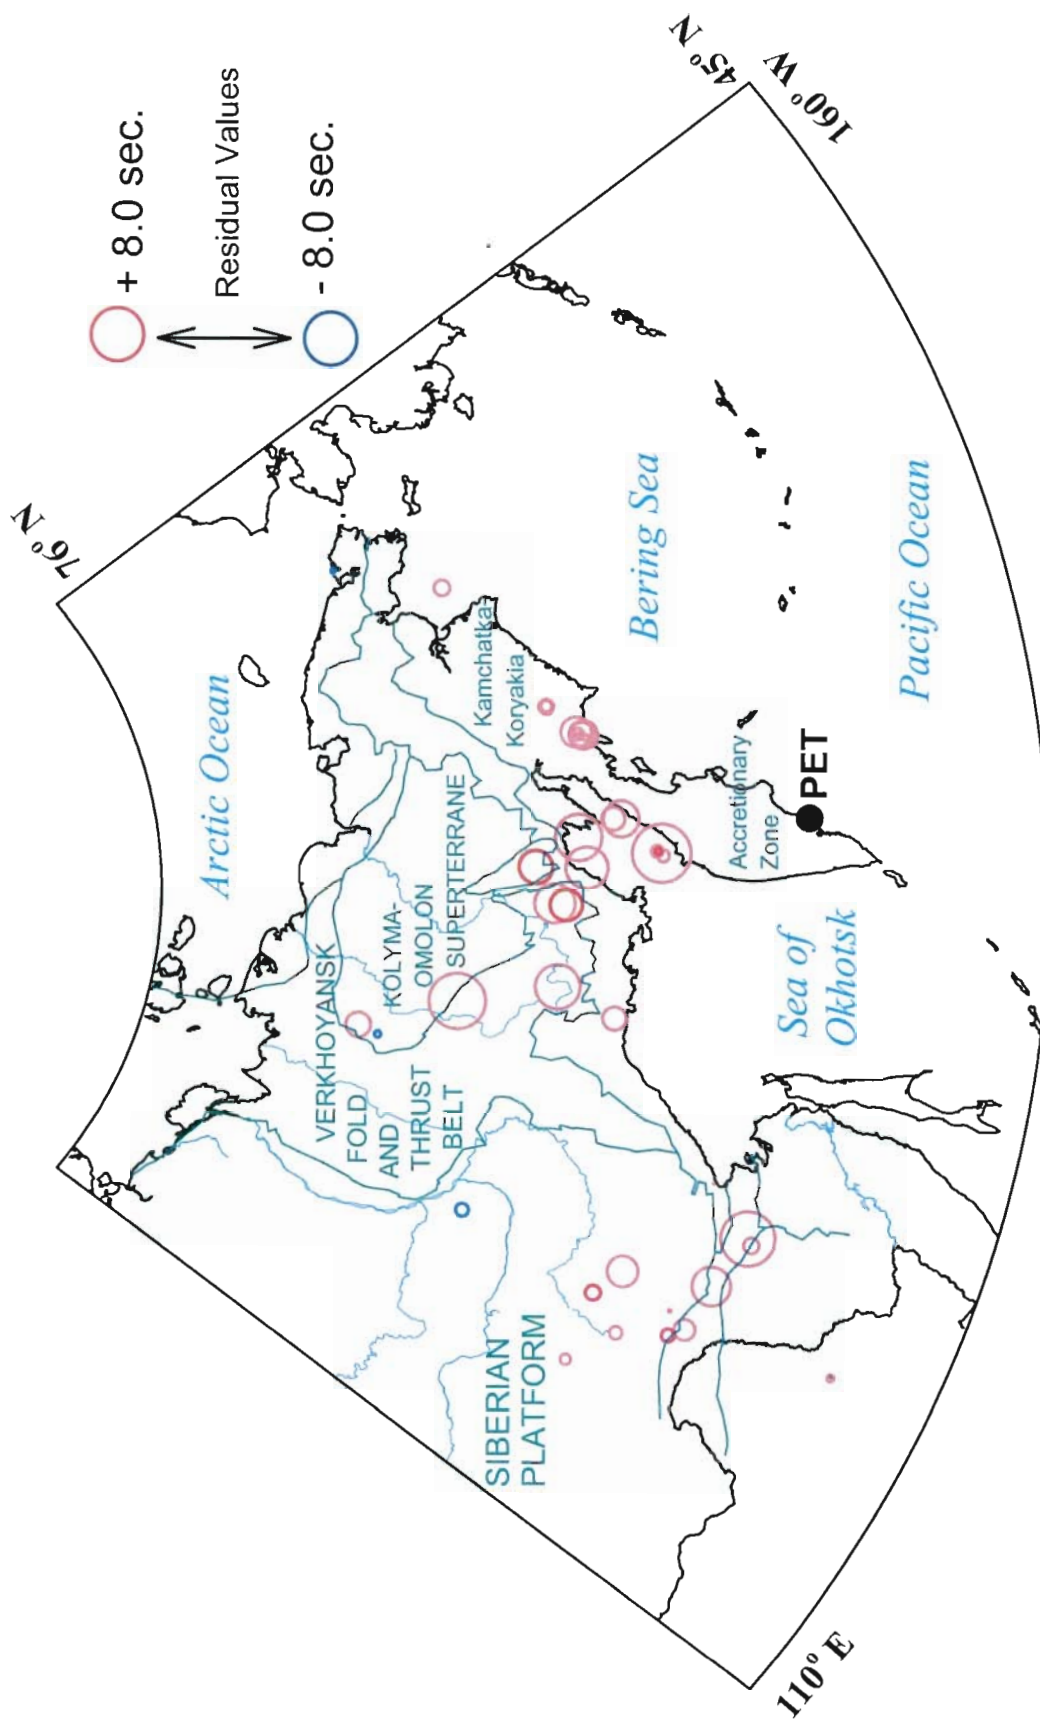 76° N
45° N
160° W
110° E
+ 8.0 sec.
Residual Values
- 8.0 sec.
Arctic Ocean
Bering Sea
Pacific Ocean
Sea of
Okhotsk
VERKHOYANSK
FOLD
AND
THRUST
BELT
KOLYMA-
OMOLON
SUPERTERRANE
Kamchatka-
Koryakia
Accretionary
Zone
PET
SIBERIAN
PLATFORM